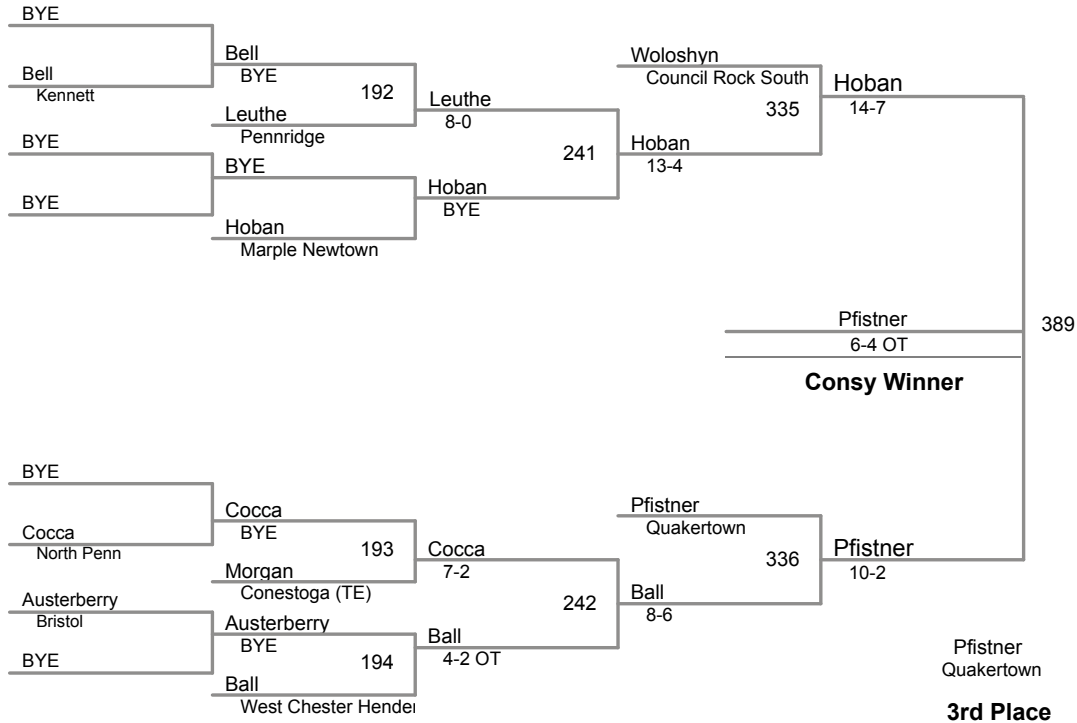 BYE
Bell
Kennett
BYE
BYE
Bell
BYE
192
Leuthe
Pennridge
BYE
Hoban
Marple Newtown
Leuthe
8-0
241
Hoban
BYE
Woloshyn
Council Rock South
335
Hoban
13-4
Hoban
14-7
Pfistner
6-4 OT
389
Consy Winner
BYE
Cocca
North Penn
Austerberry
Bristol
BYE
Cocca
BYE
193
Morgan
Conestoga (TE)
Austerberry
BYE
194
Ball
West Chester Hender
Cocca
7-2
242
Ball
4-2 OT
Pfistner
Quakertown
336
Ball
8-6
Pfistner
10-2
Pfistner
Quakertown
3rd Place